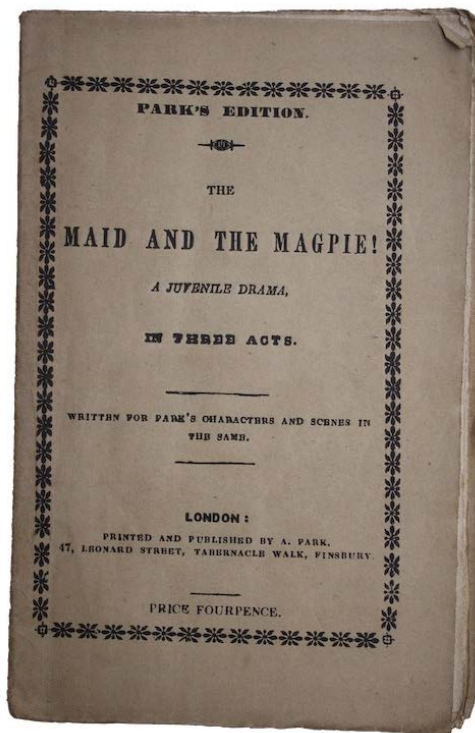 PARK'S EDITION.
THE
MAID AND THE MAGPIE!
A JUVENILE DRAMA,
IN THREE ACTS.
WRITTEN FOR PARK'S CHARACTERS AND SCENES IN
THE SAME.
LONDON:
PRINTED AND PUBLISHED BY A. PARK,
47, LEONARD STREET, TABERNACLE WALK, FINSBURY.
PRICE FOURPENCE.